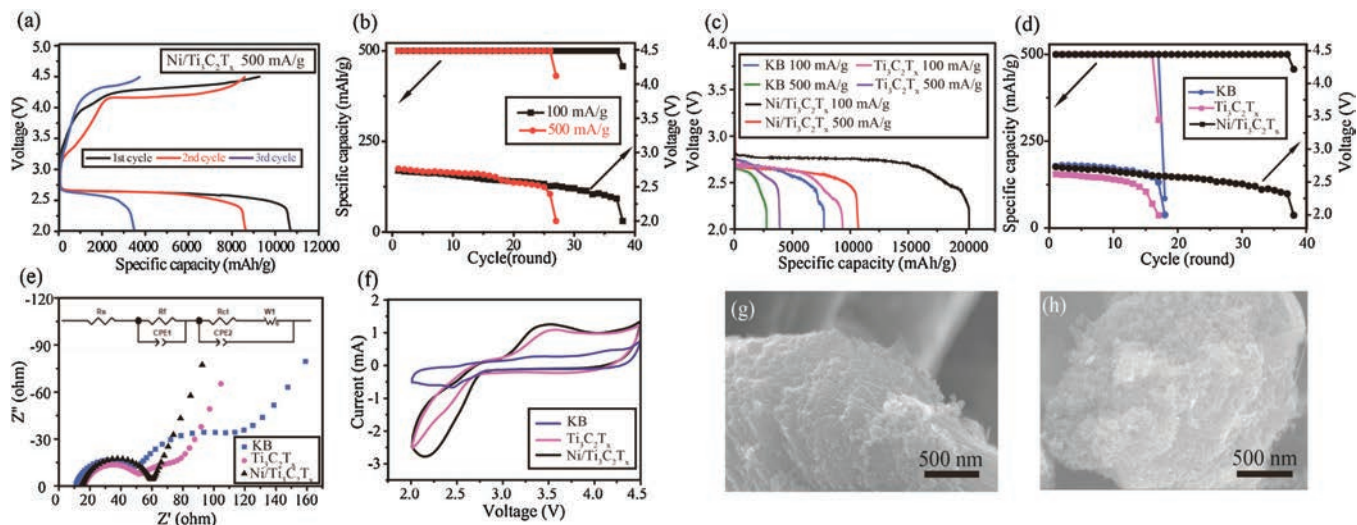 (a)
Ni/Ti₃C₂Tₓ 500 mA/g
Voltage (V)
5.0
4.5
4.0
3.5
3.0
2.5
2.0
1st cycle 2nd cycle 3rd cycle
0 2000 4000 6000 8000 10000 12000
Specific capacity (mAh/g)
(b)
Specific capacity (mAh/g)
500
250
0
100 mA/g
500 mA/g
4.5
4.0
3.5
3.0
2.5
2.0
Voltage (V)
0 10 20 30 40
Cycle(round)
(c)
Voltage (V)
4.0
3.5
3.0
2.5
2.0
KB 100 mA/g Ti₃C₂Tₓ 100 mA/g
KB 500 mA/g Ti₃C₂Tₓ 500 mA/g
Ni/Ti₃C₂Tₓ 100 mA/g
Ni/Ti₃C₂Tₓ 500 mA/g
0 5000 10000 15000 20000
Specific capacity (mAh/g)
(d)
Specific capacity (mAh/g)
500
250
0
KB
Ti₃C₂Tₓ
Ni/Ti₃C₂Tₓ
4.5
4.0
3.5
3.0
2.5
2.0
Voltage (V)
0 10 20 30 40
Cycle (round)
(e)
Z'' (ohm)
-120
-90
-60
-30
0
Rs Rf Rct W1
CPE1 CPE2
KB
Ti₃C₂Tₓ
Ni/Ti₃C₂Tₓ
0 20 40 60 80 100 120 140 160
Z' (ohm)
(f)
Current (mA)
2
1
0
-1
-2
-3
KB
Ti₃C₂Tₓ
Ni/Ti₃C₂Tₓ
2.0 2.5 3.0 3.5 4.0 4.5
Voltage (V)
(g)
500 nm
(h)
500 nm